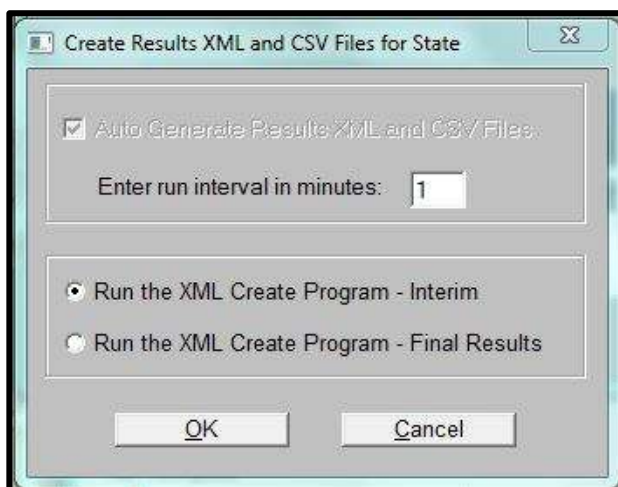 Create Results XML and CSV Files for State
Auto Generate Results XML and CSV Files
Enter run interval in minutes: 1
Run the XML Create Program - Interim
Run the XML Create Program - Final Results
OK Cancel